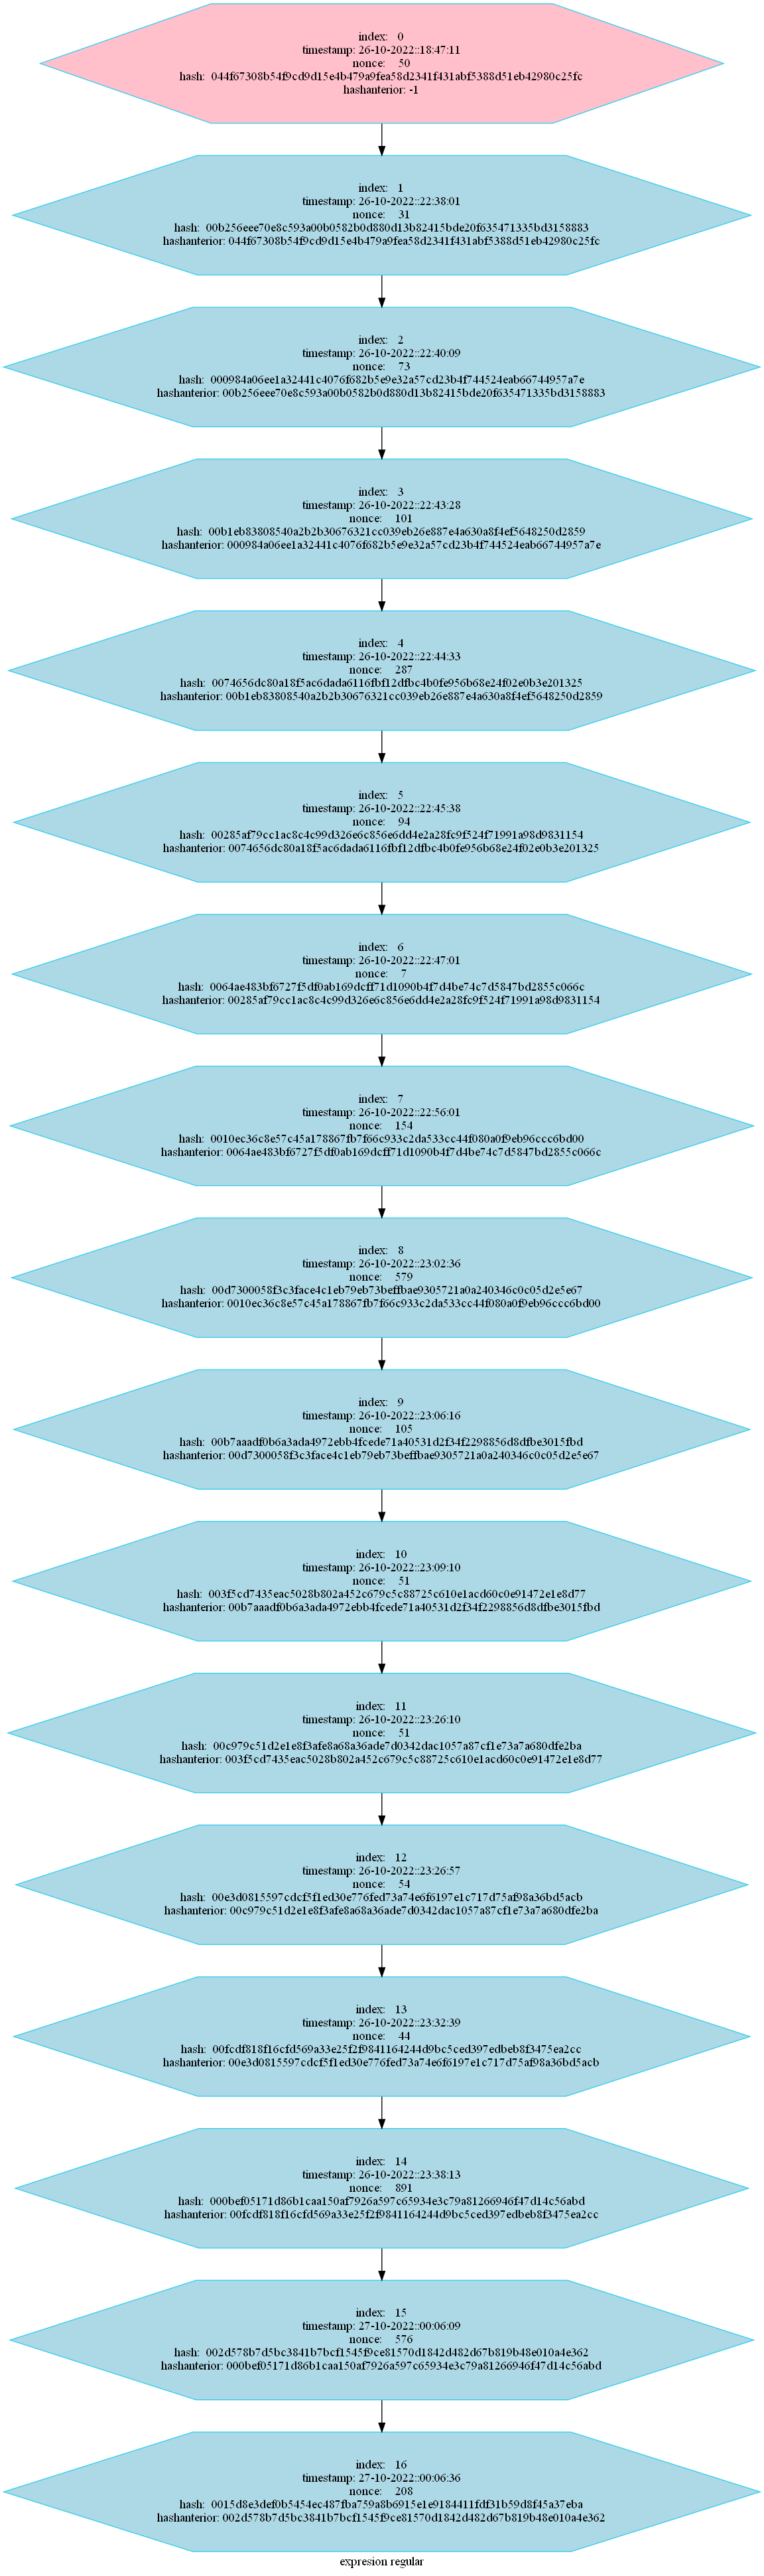 index: 0
timestamp: 26-10-2022::18:47:11
nonce: 50
hash: 044f67308b54f9cd9d15e4b479a9fea58d2341f431abf5388d51eb42980c25fc
hashanterior: -1
index: 1
timestamp: 26-10-2022::22:38:01
nonce: 31
hash: 00b256eee70e8c593a00b0582b0d880d13b82415bde20f635471335bd3158883
hashanterior: 044f67308b54f9cd9d15e4b479a9fea58d2341f431abf5388d51eb42980c25fc
index: 2
timestamp: 26-10-2022::22:40:09
nonce: 73
hash: 000984a06ee1a32441c4076f682b5e9e32a57cd23b4f744524eab66744957a7e
hashanterior: 00b256eee70e8c593a00b0582b0d880d13b82415bde20f635471335bd3158883
index: 3
timestamp: 26-10-2022::22:43:28
nonce: 101
hash: 00b1eb83808540a2b2b30676321cc039eb26e887e4a630a8f4ef5648250d2859
hashanterior: 000984a06ee1a32441c4076f682b5e9e32a57cd23b4f744524eab66744957a7e
index: 4
timestamp: 26-10-2022::22:44:33
nonce: 287
hash: 0074656dc80a18f5ac6dada6116fbf12dfbc4b0fe956b68e24f02e0b3e201325
hashanterior: 00b1eb83808540a2b2b30676321cc039eb26e887e4a630a8f4ef5648250d2859
index: 5
timestamp: 26-10-2022::22:45:38
nonce: 94
hash: 00285af79cc1ac8c4c99d326e6c856e6dd4e2a28fc9f524f71991a98d9831154
hashanterior: 0074656dc80a18f5ac6dada6116fbf12dfbc4b0fe956b68e24f02e0b3e201325
index: 6
timestamp: 26-10-2022::22:47:01
nonce: 7
hash: 0064ae483bf6727f5df0ab169dcff71d1090b4f7d4be74c7d5847bd2855c066c
hashanterior: 00285af79cc1ac8c4c99d326e6c856e6dd4e2a28fc9f524f71991a98d9831154
index: 7
timestamp: 26-10-2022::22:56:01
nonce: 154
hash: 0010ec36c8e57c45a178867fb7f66c933c2da533cc44f080a0f9eb96ccc6bd00
hashanterior: 0064ae483bf6727f5df0ab169dcff71d1090b4f7d4be74c7d5847bd2855c066c
index: 8
timestamp: 26-10-2022::23:02:36
nonce: 579
hash: 00d7300058f3c3face4c1eb79eb73beffbae9305721a0a240346c0c05d2e5e67
hashanterior: 0010ec36c8e57c45a178867fb7f66c933c2da533cc44f080a0f9eb96ccc6bd00
index: 9
timestamp: 26-10-2022::23:06:16
nonce: 105
hash: 00b7aaadf0b6a3ada4972ebb4fcede71a40531d2f34f2298856d8dfbe3015fbd
hashanterior: 00d7300058f3c3face4c1eb79eb73beffbae9305721a0a240346c0c05d2e5e67
index: 10
timestamp: 26-10-2022::23:09:10
nonce: 51
hash: 003f5cd7435eac5028b802a452c679c5c88725c610e1acd60c0e91472e1e8d77
hashanterior: 00b7aaadf0b6a3ada4972ebb4fcede71a40531d2f34f2298856d8dfbe3015fbd
index: 11
timestamp: 26-10-2022::23:26:10
nonce: 51
hash: 00c979c51d2e1e8f3afe8a68a36ade7d0342dac1057a87cf1e73a7a680dfe2ba
hashanterior: 003f5cd7435eac5028b802a452c679c5c88725c610e1acd60c0e91472e1e8d77
index: 12
timestamp: 26-10-2022::23:26:57
nonce: 54
hash: 00e3d0815597cdcf5f1ed30e776fed73a74e6f6197e1c717d75af98a36bd5acb
hashanterior: 00c979c51d2e1e8f3afe8a68a36ade7d0342dac1057a87cf1e73a7a680dfe2ba
index: 13
timestamp: 26-10-2022::23:32:39
nonce: 44
hash: 00fcdf818f16cfd569a33e25f2f9841164244d9bc5ced397edbeb8f3475ea2cc
hashanterior: 00e3d0815597cdcf5f1ed30e776fed73a74e6f6197e1c717d75af98a36bd5acb
index: 14
timestamp: 26-10-2022::23:38:13
nonce: 891
hash: 000bef05171d86b1caa150af7926a597c65934e3c79a81266946f47d14c56abd
hashanterior: 00fcdf818f16cfd569a33e25f2f9841164244d9bc5ced397edbeb8f3475ea2cc
index: 15
timestamp: 27-10-2022::00:06:09
nonce: 576
hash: 002d578b7d5bc3841b7bcf1545f9ce81570d1842d482d67b819b48e010a4e362
hashanterior: 000bef05171d86b1caa150af7926a597c65934e3c79a81266946f47d14c56abd
index: 16
timestamp: 27-10-2022::00:06:36
nonce: 208
hash: 0015d8e3def0b5454ec487fba759a8b6915e1e9184411fdf31b59d8f45a37eba
hashanterior: 002d578b7d5bc3841b7bcf1545f9ce81570d1842d482d67b819b48e010a4e362
expresion regular